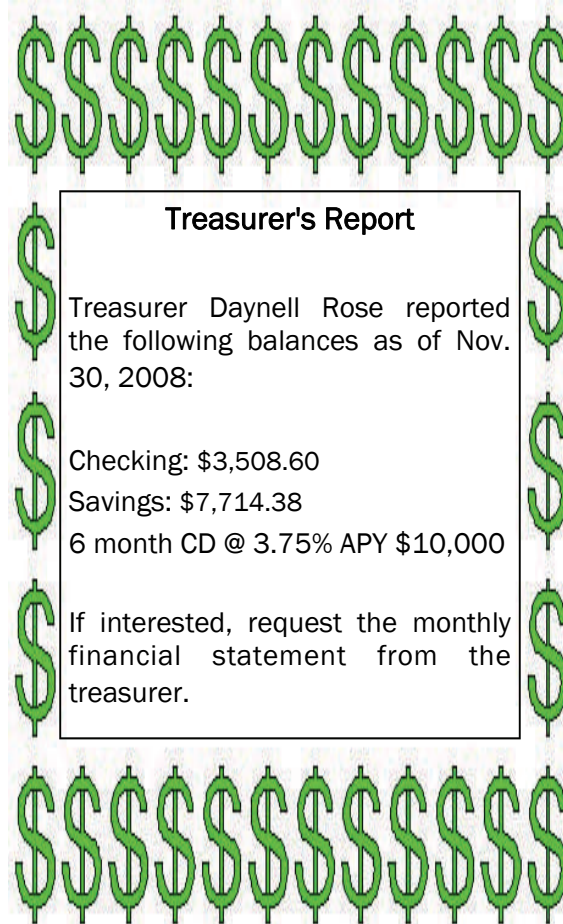 Treasurer's Report
Treasurer Daynell Rose reported
the following balances as of Nov.
30, 2008:
Checking: $3,508.60
Savings: $7,714.38
6 month CD @ 3.75% APY $10,000
If interested, request the monthly
financial statement from the
treasurer.